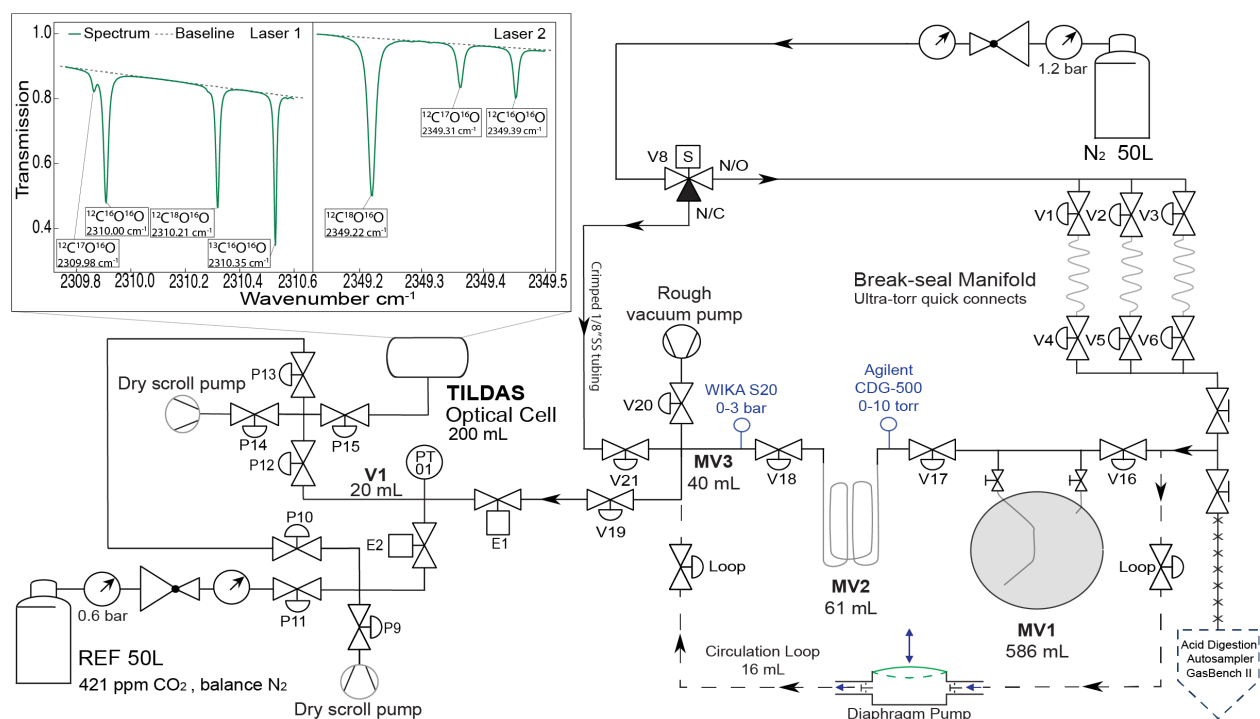 Spectrum
Baseline
Laser 1
Laser 2
1.0
0.8
0.6
0.4
Transmission
¹²C¹⁷O¹⁶O
2309.98 cm⁻¹
¹²C¹⁶O¹⁶O
2310.00 cm⁻¹
¹²C¹⁸O¹⁶O
2310.21 cm⁻¹
¹³C¹⁶O¹⁶O
2310.35 cm⁻¹
¹²C¹⁸O¹⁶O
2349.22 cm⁻¹
¹²C¹⁷O¹⁶O
2349.31 cm⁻¹
¹²C¹⁶O¹⁶O
2349.39 cm⁻¹
2309.8 2310.0 2310.2 2310.4 2310.6 2349.2 2349.3 2349.4 2349.5
Wavenumber cm⁻¹
1.2 bar
N₂ 50L
V8
S
N/O
N/C
V1
V2
V3
Break-seal Manifold
Ultra-torr quick connects
V4
V5
V6
Crimped 1/8"SS tubing
Rough
vacuum pump
V20
WIKA S20
0-3 bar
Agilent
CDG-500
0-10 torr
P13
Dry scroll pump
P14
P15
TILDAS
Optical Cell
200 mL
P12
V1
20 mL
PT
01
V21
MV3
40 mL
V18
V17
V16
P10
E2
E1
V19
Loop
MV2
61 mL
MV1
586 mL
Loop
0.6 bar
P11
P9
REF 50L
421 ppm CO₂ , balance N₂
Dry scroll pump
Circulation Loop
16 mL
Diaphragm Pump
Acid Digestion
Autosampler
GasBench II